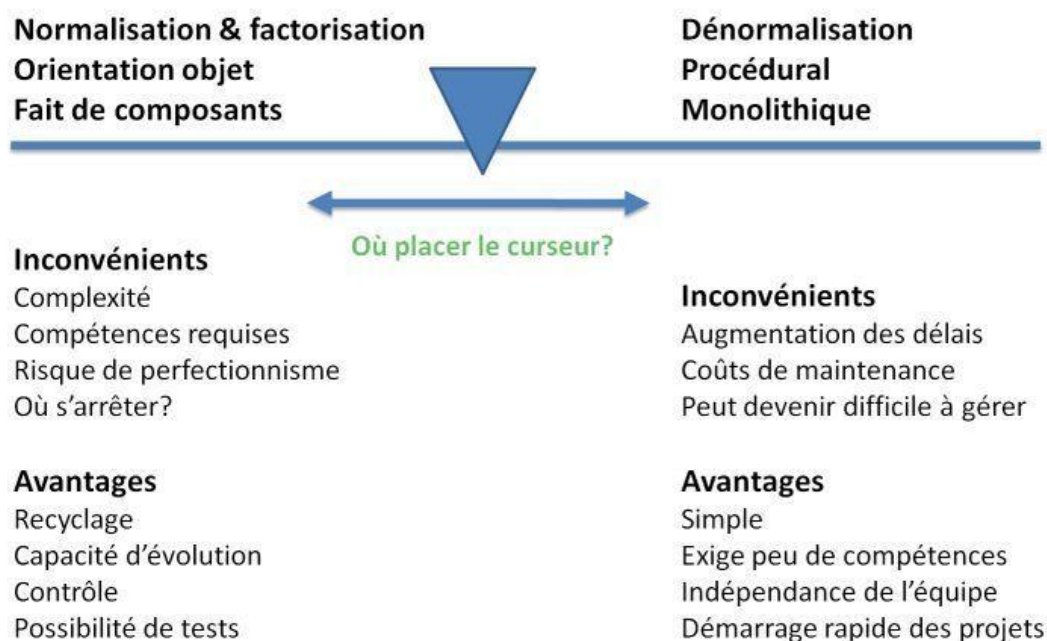 Normalisation & factorisation
Orientation objet
Fait de composants
Dénormalisation
Procédural
Monolithique
Où placer le curseur?
Inconvénients
Complexité
Compétences requises
Risque de perfectionnisme
Où s’arrêter?
Avantages
Recyclage
Capacité d’évolution
Contrôle
Possibilité de tests
Inconvénients
Augmentation des délais
Coûts de maintenance
Peut devenir difficile à gérer
Avantages
Simple
Exige peu de compétences
Indépendance de l’équipe
Démarrage rapide des projets